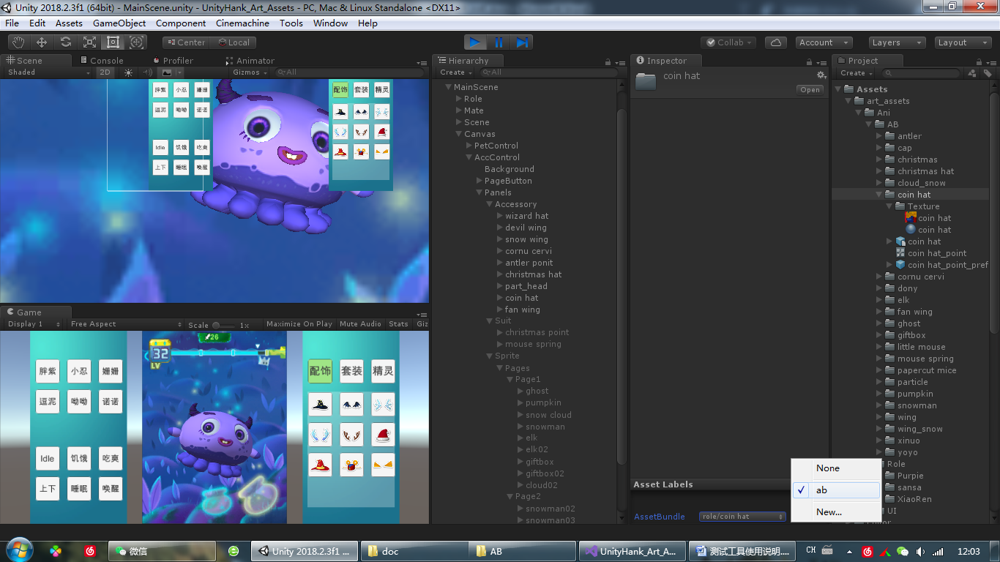 Unity 2018.2.3f1 (64bit) - MainScene.unity - UnityHank_Art_Assets - PC, Mac & Linux Standalone <DX11>
File Edit Assets GameObject Component Cinemachine Tools Window Help
Center Local Collab Account Layers Layout
Scene Console Profiler Animator
Shaded 2D Gizmos All
胖紫 小忍 姗姗
逗泥 呦呦 诺诺
Idle 饥饿 吃爽
上下 睡眠 唤醒
配饰 套装 精灵
Game
Display 1 Free Aspect Scale 1x Maximize On Play Mute Audio Stats Giz
胖紫 小忍 姗姗
逗泥 呦呦 诺诺
Idle 饥饿 吃爽
上下 睡眠 唤醒
26
32
LV
配饰 套装 精灵
Hierarchy
Create All
MainScene
Role
Mate
Scene
Canvas
PetControl
AccControl
Background
PageButton
Panels
Accessory
wizard hat
devil wing
snow wing
cornu cervi
antler ponit
christmas hat
part_head
coin hat
fan wing
Suit
christmas point
mouse spring
Sprite
Pages
Page1
ghost
pumpkin
snow cloud
snowman
elk
elk02
giftbox
giftbox02
cloud02
Page2
snowman02
snowman03
Inspector
coin hat
Open
Asset Labels
AssetBundle role/coin hat
None
ab
New...
Project
Create
Assets
art_assets
Ani
AB
antler
cap
christmas
christmas hat
cloud_snow
coin hat
Texture
coin hat
coin hat
coin hat
coin hat_point
coin hat_point_pref
cornu cervi
dony
elk
fan wing
ghost
giftbox
little mouse
mouse spring
papercut mice
particle
pumpkin
snowman
wing
wing_snow
xinuo
yoyo
Role
Purpie
sansa
XiaoRen
UI
微信 Unity 2018.2.3f1 ... doc AB UnityHank_Art_A... 测试工具使用说明.... CH 12:03